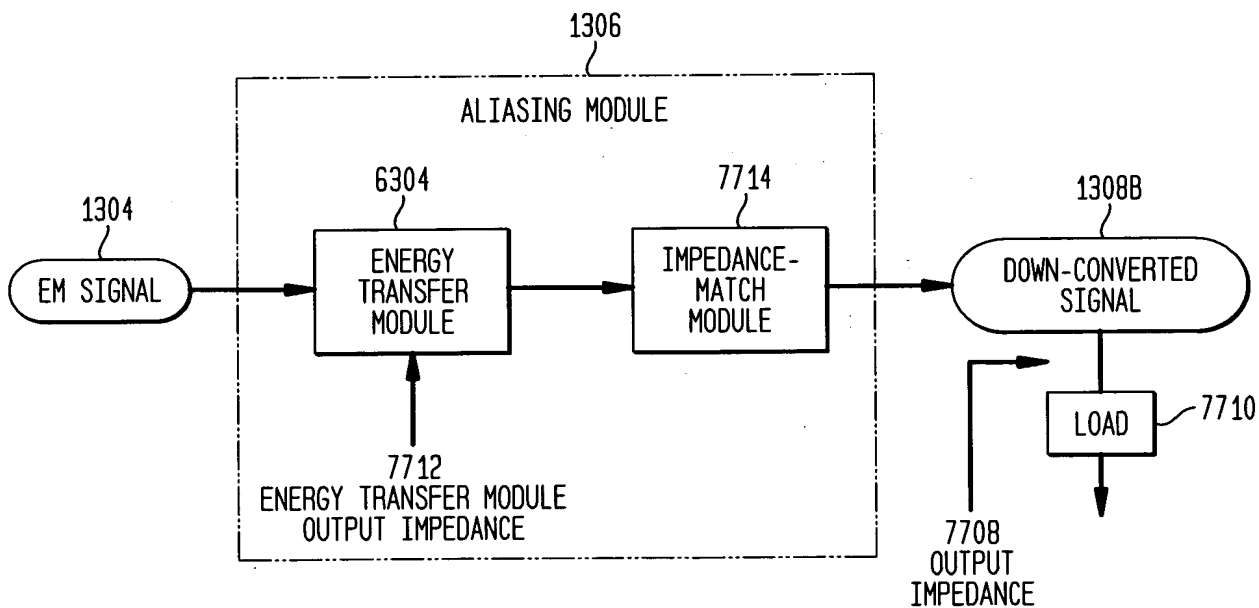 1306
ALIASING MODULE
1304
EM SIGNAL
6304
ENERGY
TRANSFER
MODULE
7714
IMPEDANCE-
MATCH
MODULE
1308B
DOWN-CONVERTED
SIGNAL
7712
ENERGY TRANSFER MODULE
OUTPUT IMPEDANCE
LOAD
7710
7708
OUTPUT
IMPEDANCE